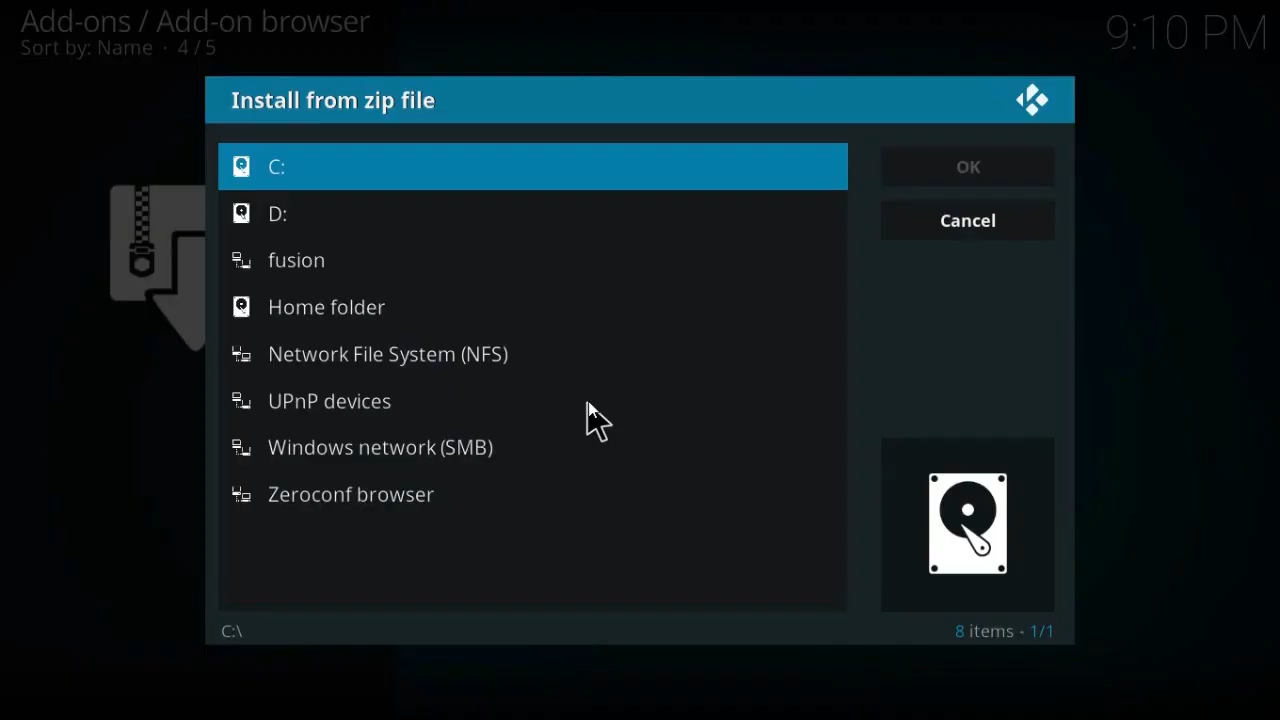 Add-ons / Add-on browser
Sort by: Name · 4 / 5
9:10 PM
Install from zip file
C:
D:
fusion
Home folder
Network File System (NFS)
UPnP devices
Windows network (SMB)
Zeroconf browser
OK
Cancel
C:\
8 items - 1/1